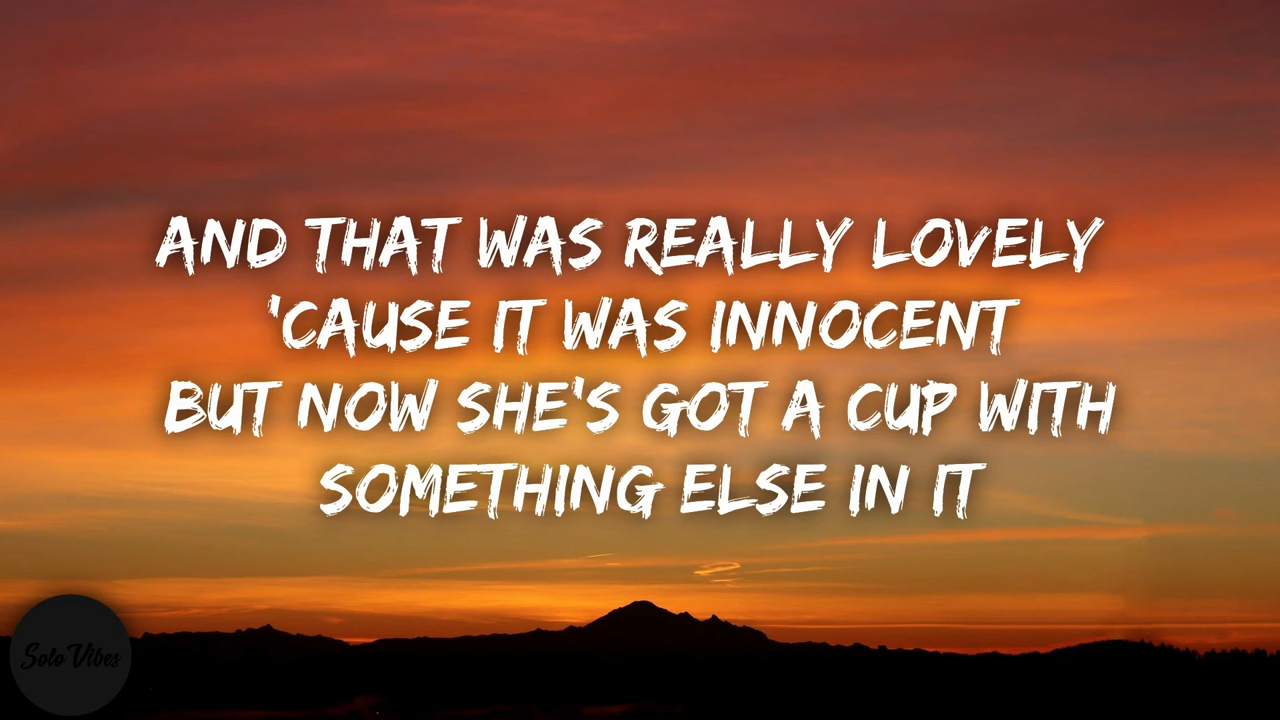 AND THAT WAS REALLY LOVELY
'CAUSE IT WAS INNOCENT
BUT NOW SHE'S GOT A CUP WITH
SOMETHING ELSE IN IT
Solo Vibes